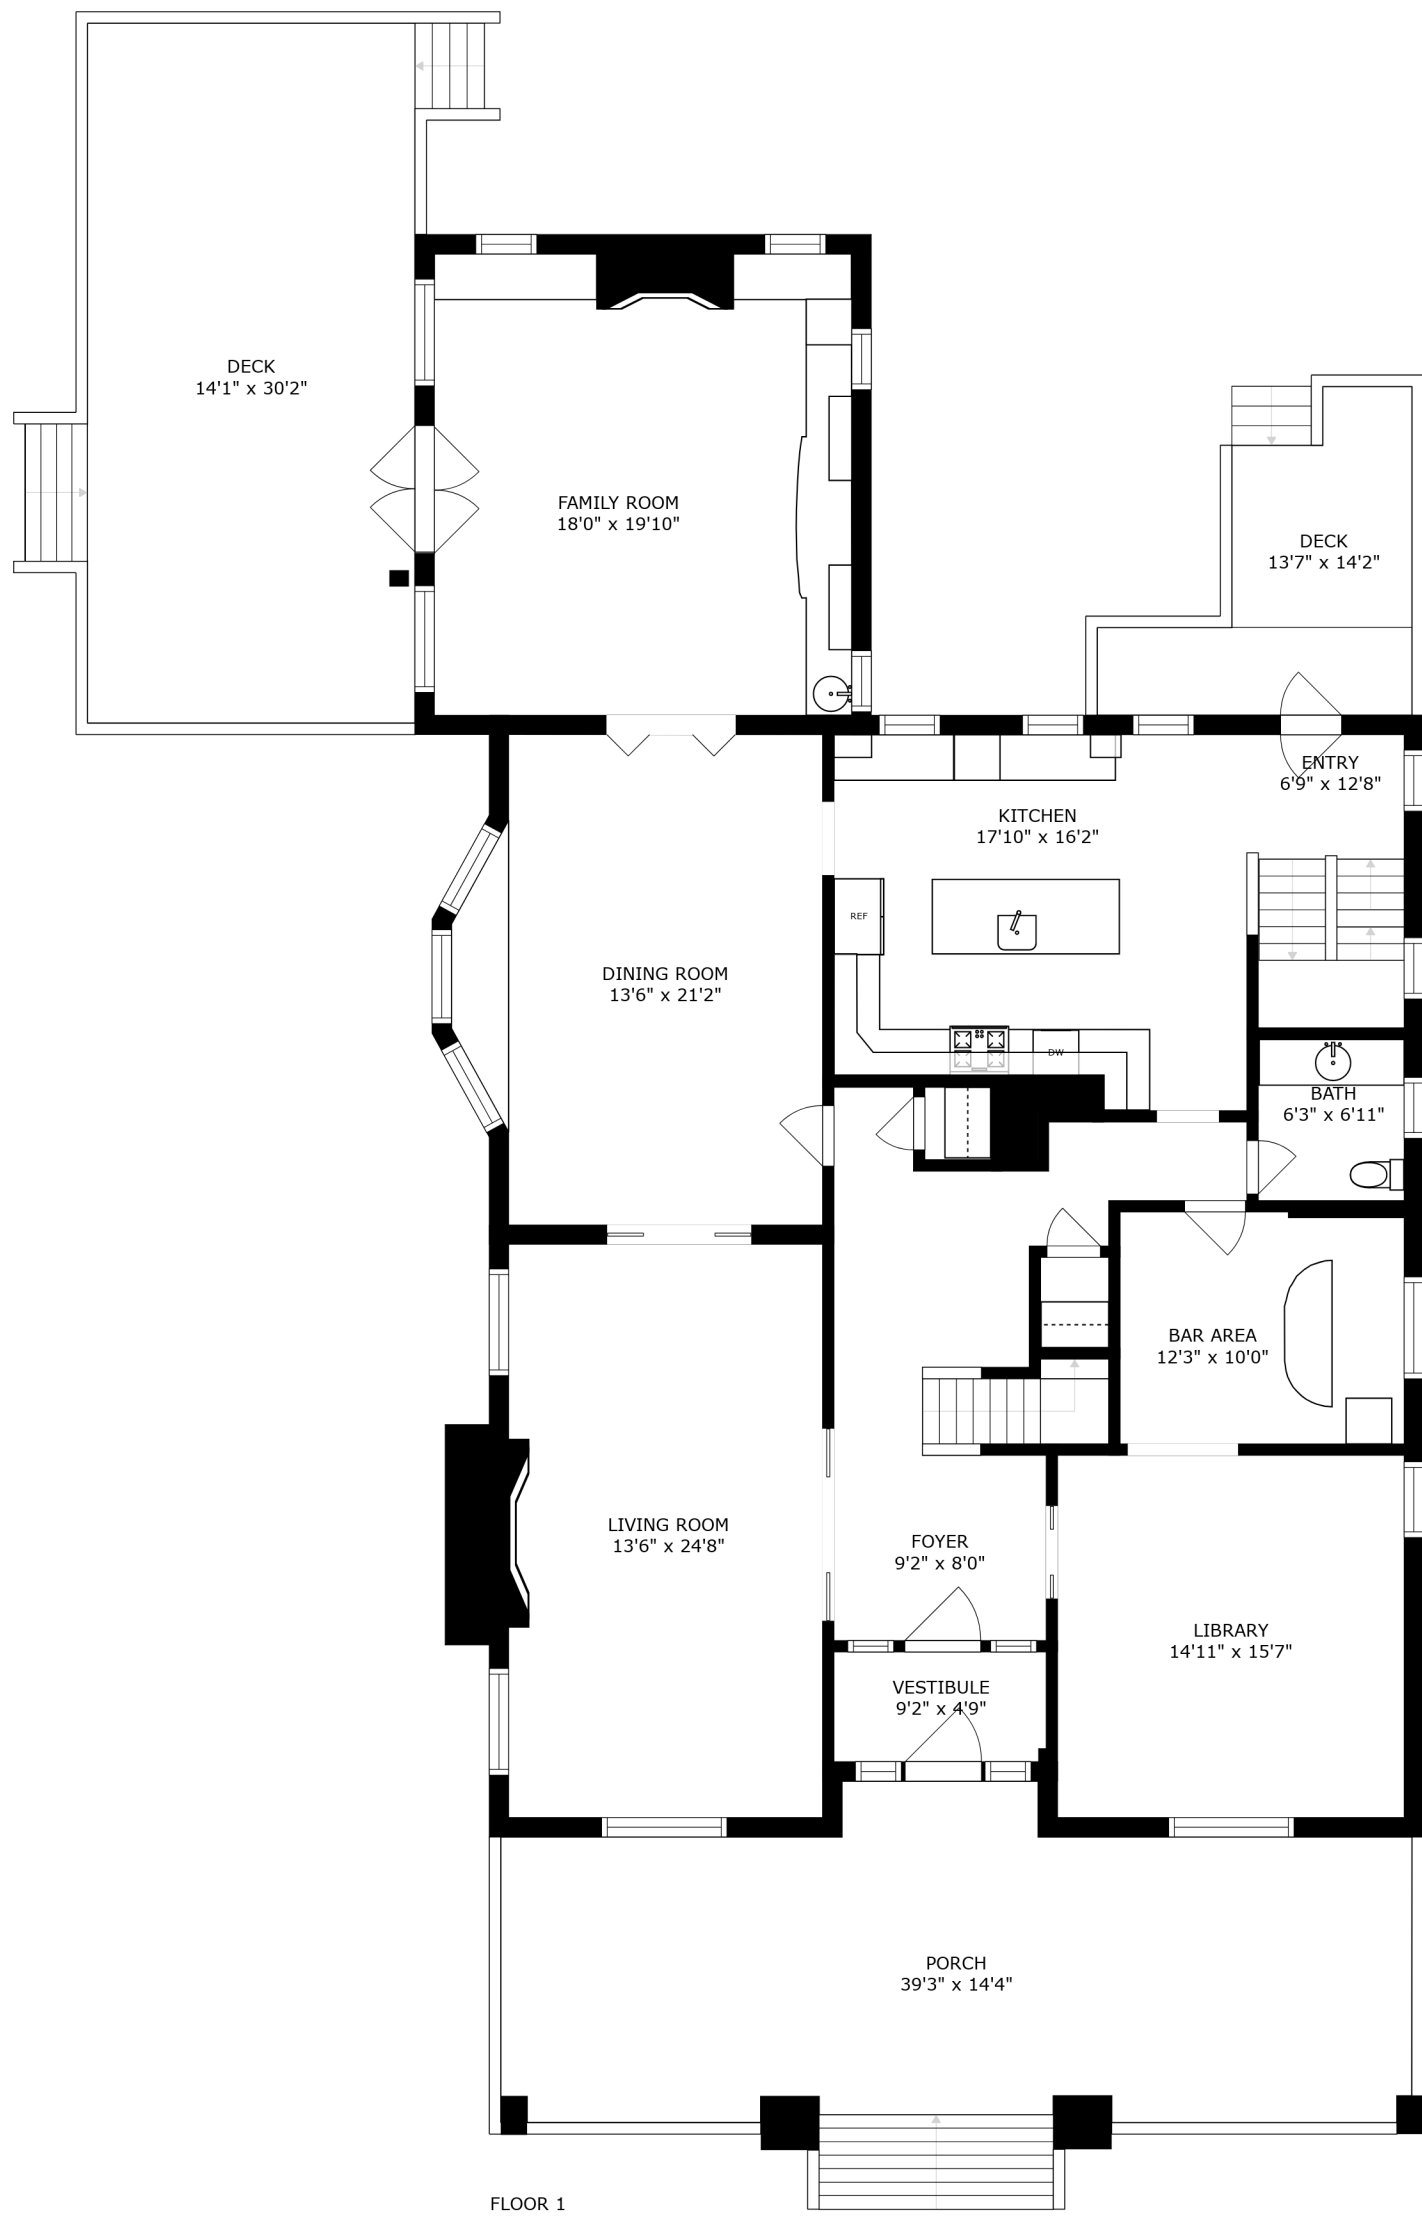 DECK
14'1" x 30'2"
FAMILY ROOM
18'0" x 19'10"
DECK
13'7" x 14'2"
ENTRY
6'9" x 12'8"
KITCHEN
17'10" x 16'2"
REF
DINING ROOM
13'6" x 21'2"
DW
BATH
6'3" x 6'11"
BAR AREA
12'3" x 10'0"
LIVING ROOM
13'6" x 24'8"
FOYER
9'2" x 8'0"
LIBRARY
14'11" x 15'7"
VESTIBULE
9'2" x 4'9"
PORCH
39'3" x 14'4"
FLOOR 1